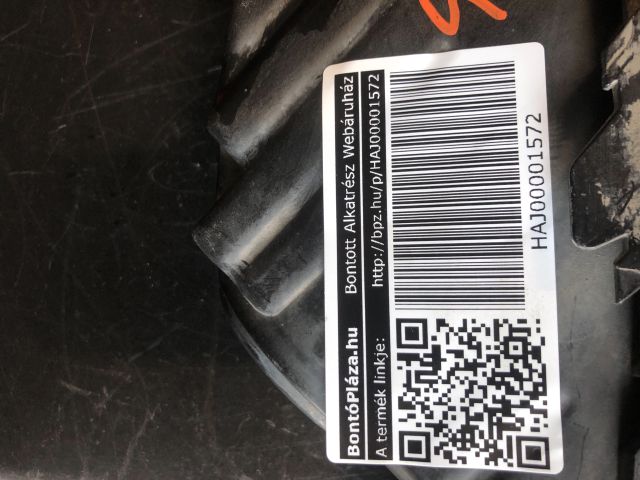 BontóPláza.hu Bontott Alkatrész Webáruház
A termék linkje: http://bpz.hu/p/HAJ00001572
HAJ00001572